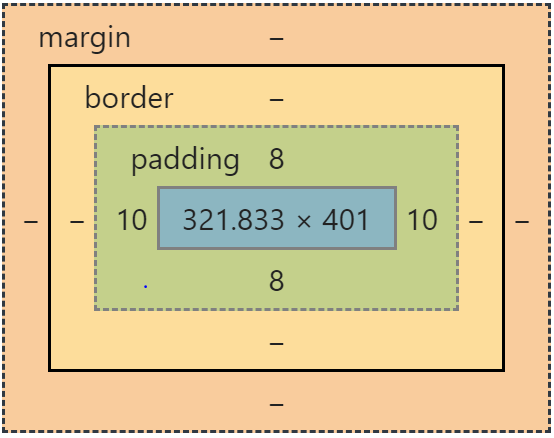 margin –
border –
padding 8
– – 10 321.833 × 401 10 – –
8
–
–